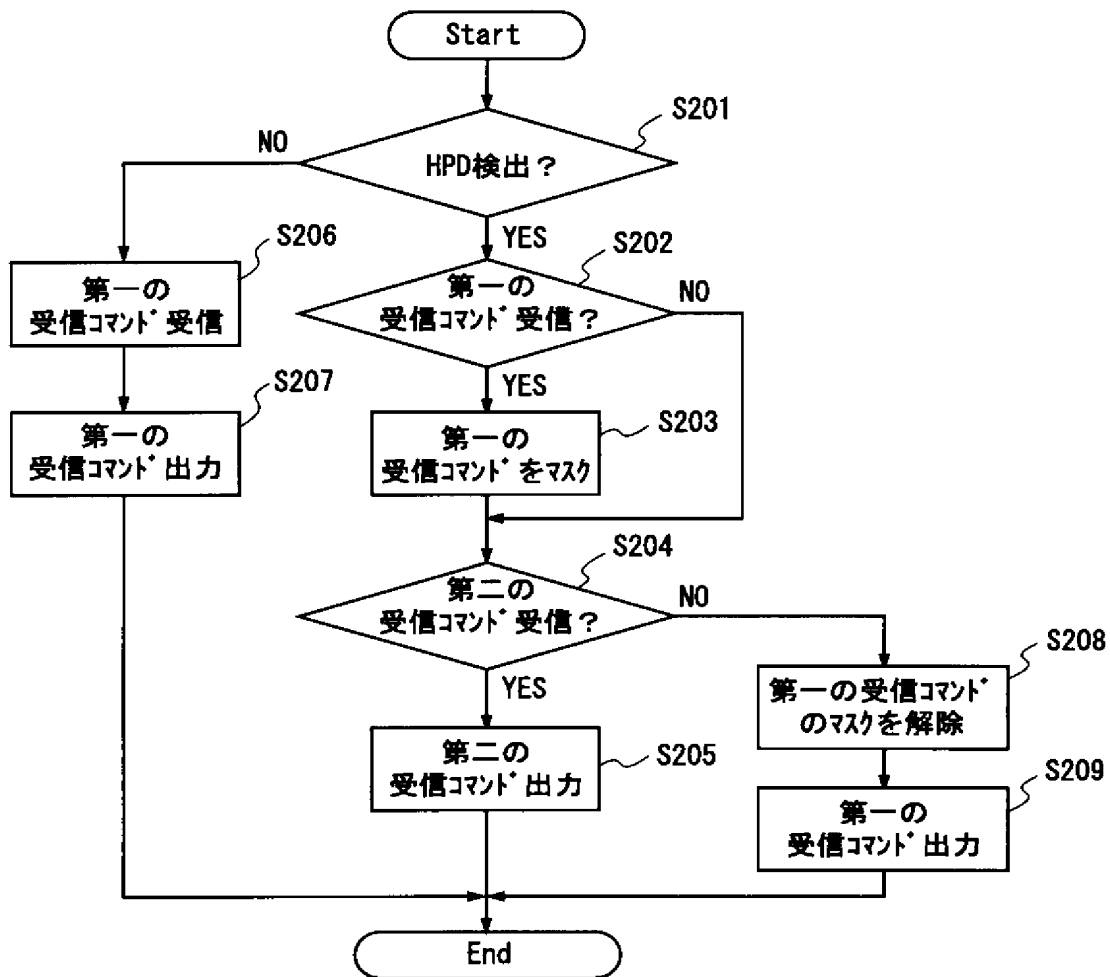 Start
S201
HPD検出？
NO
YES
S206
第一の
受信ｺﾏﾝﾄﾞ受信
S202
第一の
受信ｺﾏﾝﾄﾞ受信？
NO
YES
S207
第一の
受信ｺﾏﾝﾄﾞ出力
S203
第一の
受信ｺﾏﾝﾄﾞをﾏｽｸ
S204
第二の
受信ｺﾏﾝﾄﾞ受信？
NO
YES
S208
第一の受信ｺﾏﾝﾄﾞ
のﾏｽｸを解除
S205
第二の
受信ｺﾏﾝﾄﾞ出力
S209
第一の
受信ｺﾏﾝﾄﾞ出力
End